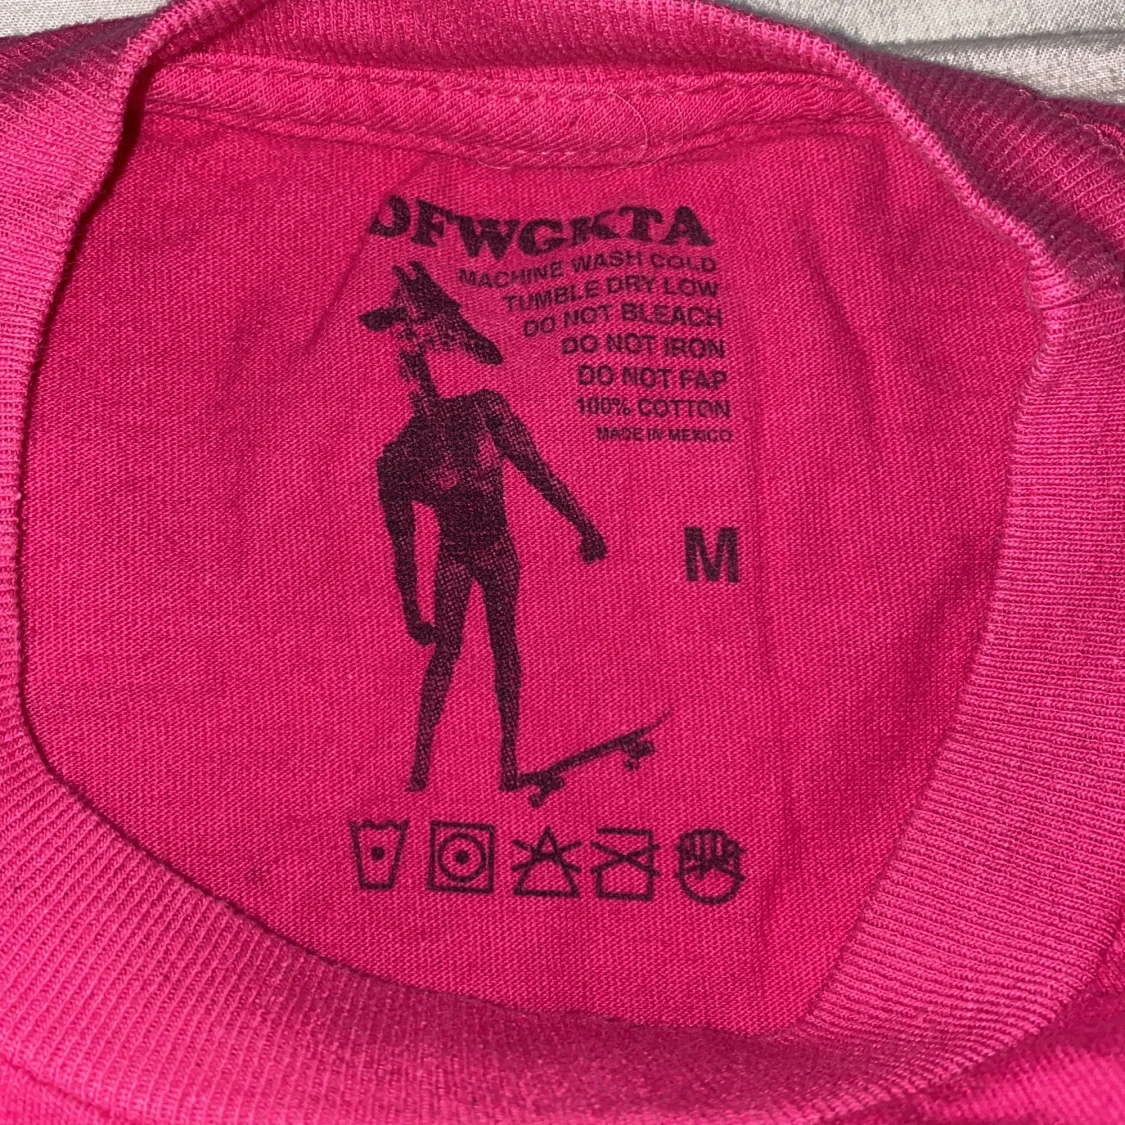 OFWGKTA
MACHINE WASH COLD
TUMBLE DRY LOW
DO NOT BLEACH
DO NOT IRON
DO NOT FAP
100% COTTON
MADE IN MEXICO
M